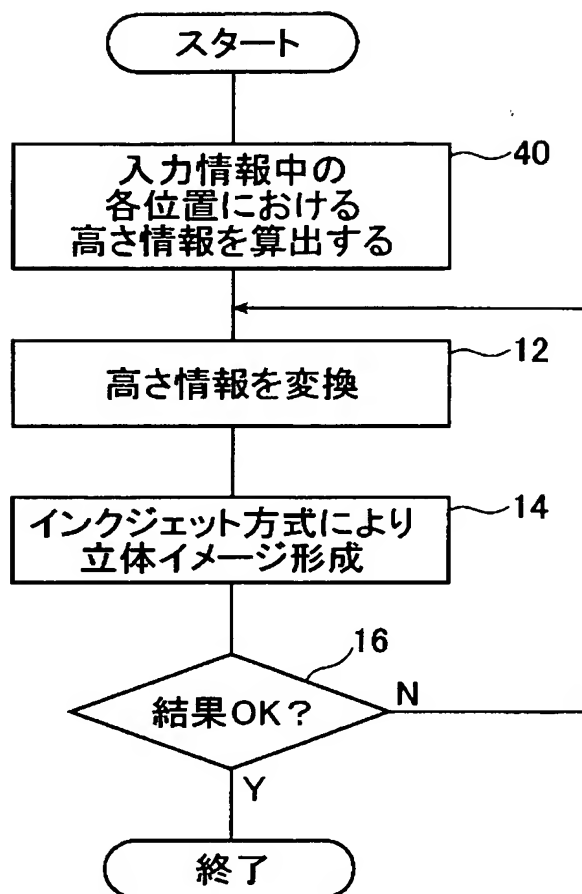 スタート
40
入力情報中の
各位置における
高さ情報を算出する
12
高さ情報を変換
14
インクジェット方式により
立体イメージ形成
16
結果OK?
N
Y
終了